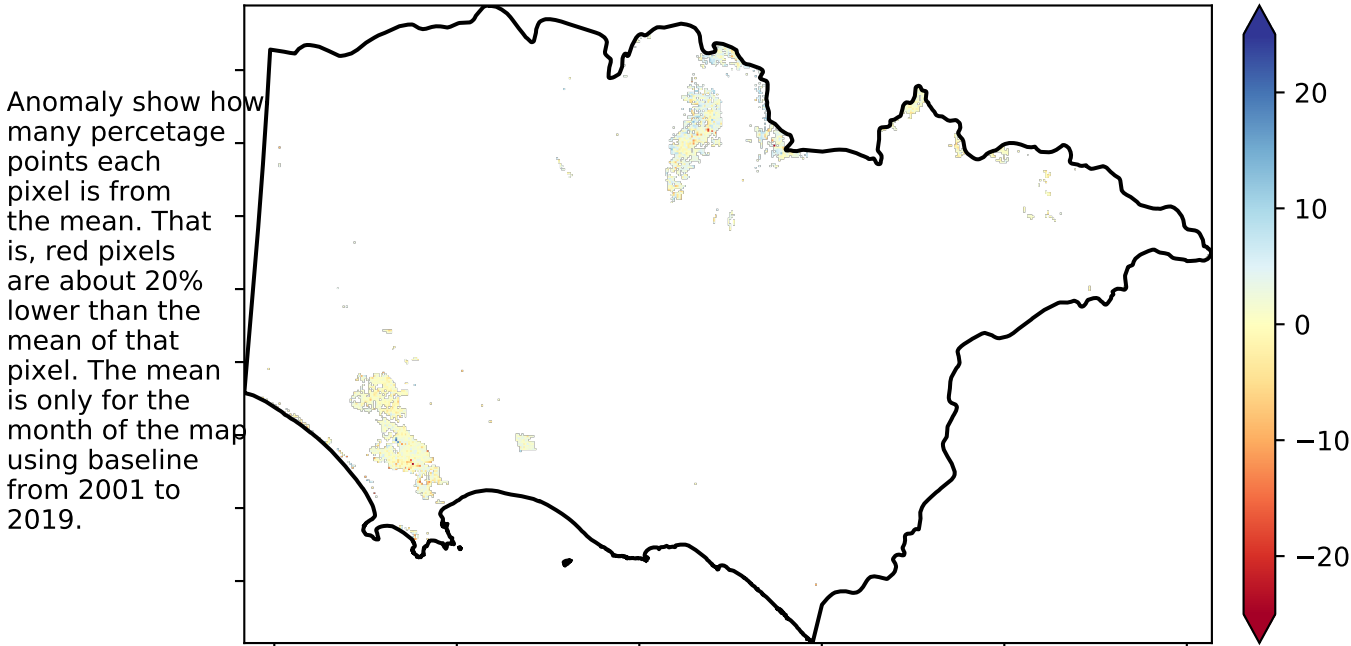 Anomaly show how
many percetage
points each
pixel is from
the mean. That
is, red pixels
are about 20%
lower than the
mean of that
pixel. The mean
is only for the
month of the map
using baseline
from 2001 to
2019.
20
10
0
−10
−20